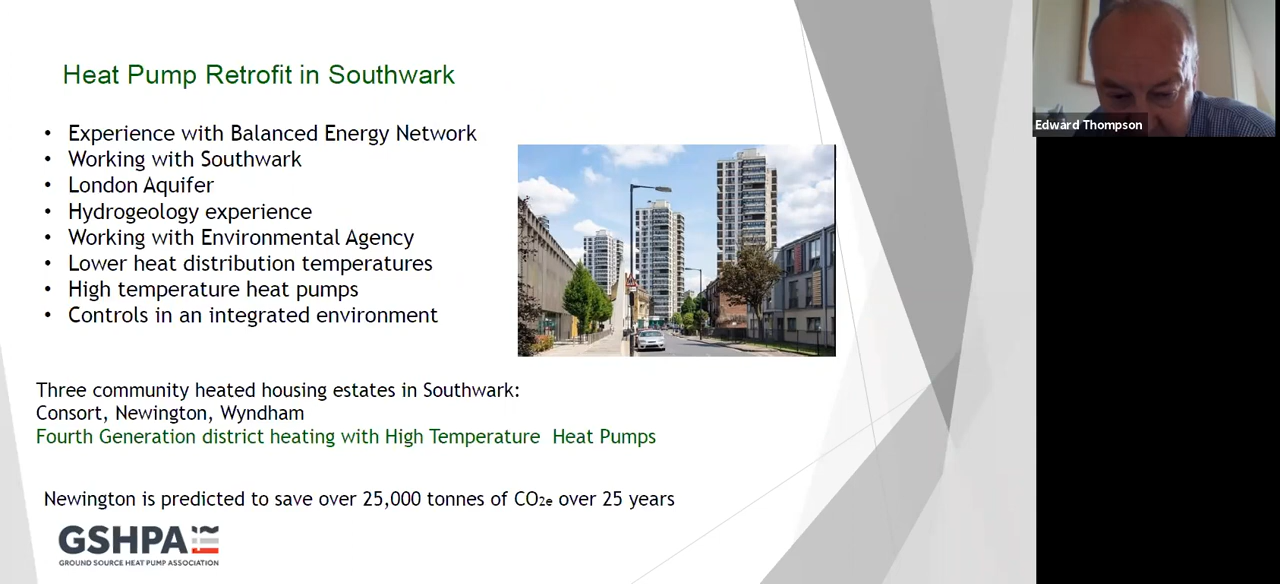 Heat Pump Retrofit in Southwark
• Experience with Balanced Energy Network
• Working with Southwark
• London Aquifer
• Hydrogeology experience
• Working with Environmental Agency
• Lower heat distribution temperatures
• High temperature heat pumps
• Controls in an integrated environment
Three community heated housing estates in Southwark:
Consort, Newington, Wyndham
Fourth Generation district heating with High Temperature Heat Pumps
Newington is predicted to save over 25,000 tonnes of CO2e over 25 years
GSHPA
GROUND SOURCE HEAT PUMP ASSOCIATION
Edward Thompson